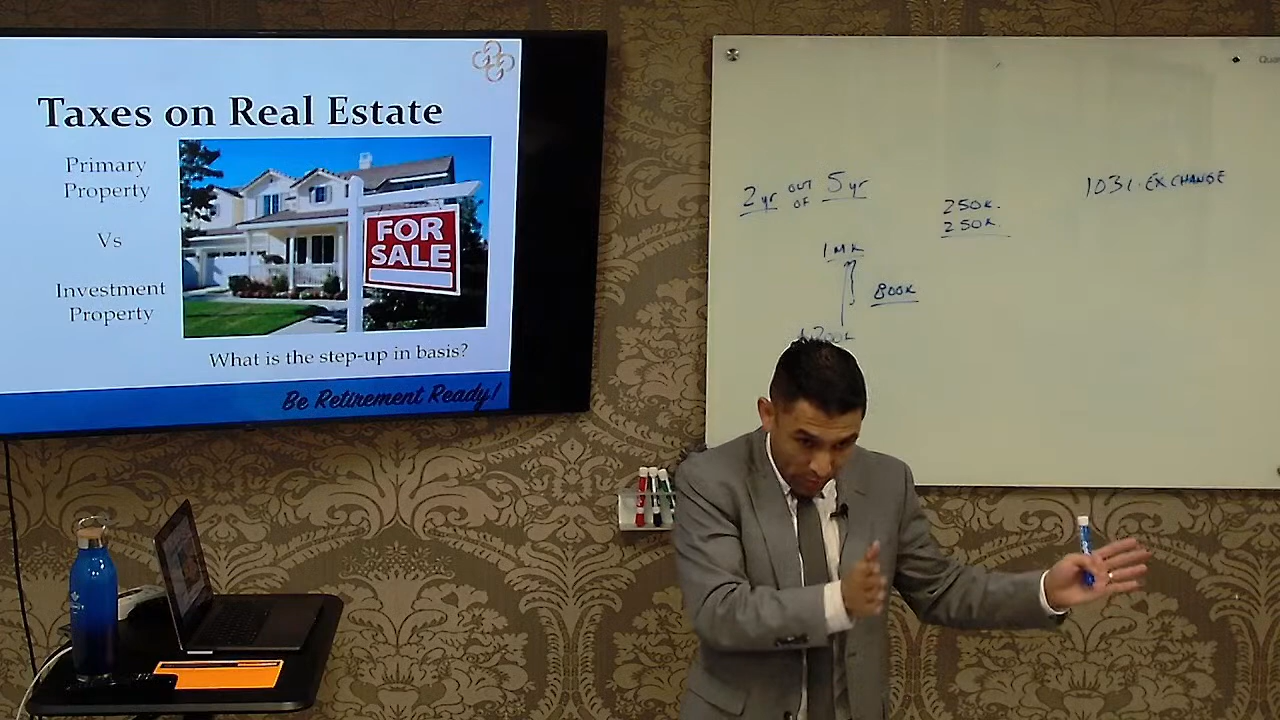 Taxes on Real Estate
Primary
Property
Vs
Investment
Property
FOR
SALE
What is the step-up in basis?
Be Retirement Ready!
2yr OUT OF 5yr
250K.
250K.
1031 EXCHANGE
800K
200K